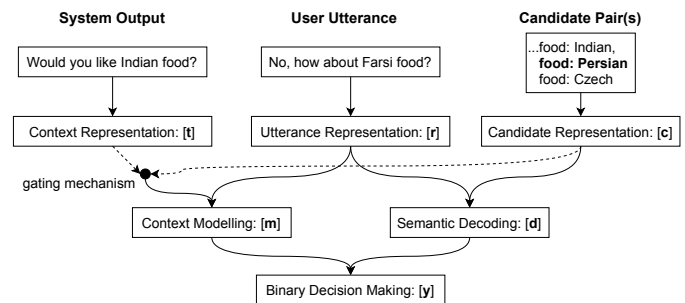 System Output
User Utterance
Candidate Pair(s)
Would you like Indian food?
No, how about Farsi food?
...food: Indian,
food: Persian
food: Czech
Context Representation: [t]
Utterance Representation: [r]
Candidate Representation: [c]
gating mechanism
Context Modelling: [m]
Semantic Decoding: [d]
Binary Decision Making: [y]